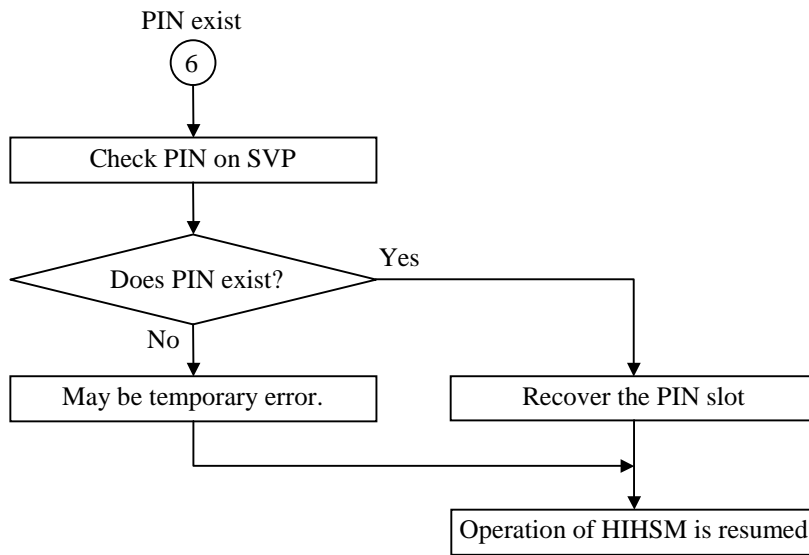 PIN exist
6
Check PIN on SVP
Does PIN exist?
Yes
No
May be temporary error.
Recover the PIN slot
Operation of HIHSM is resumed